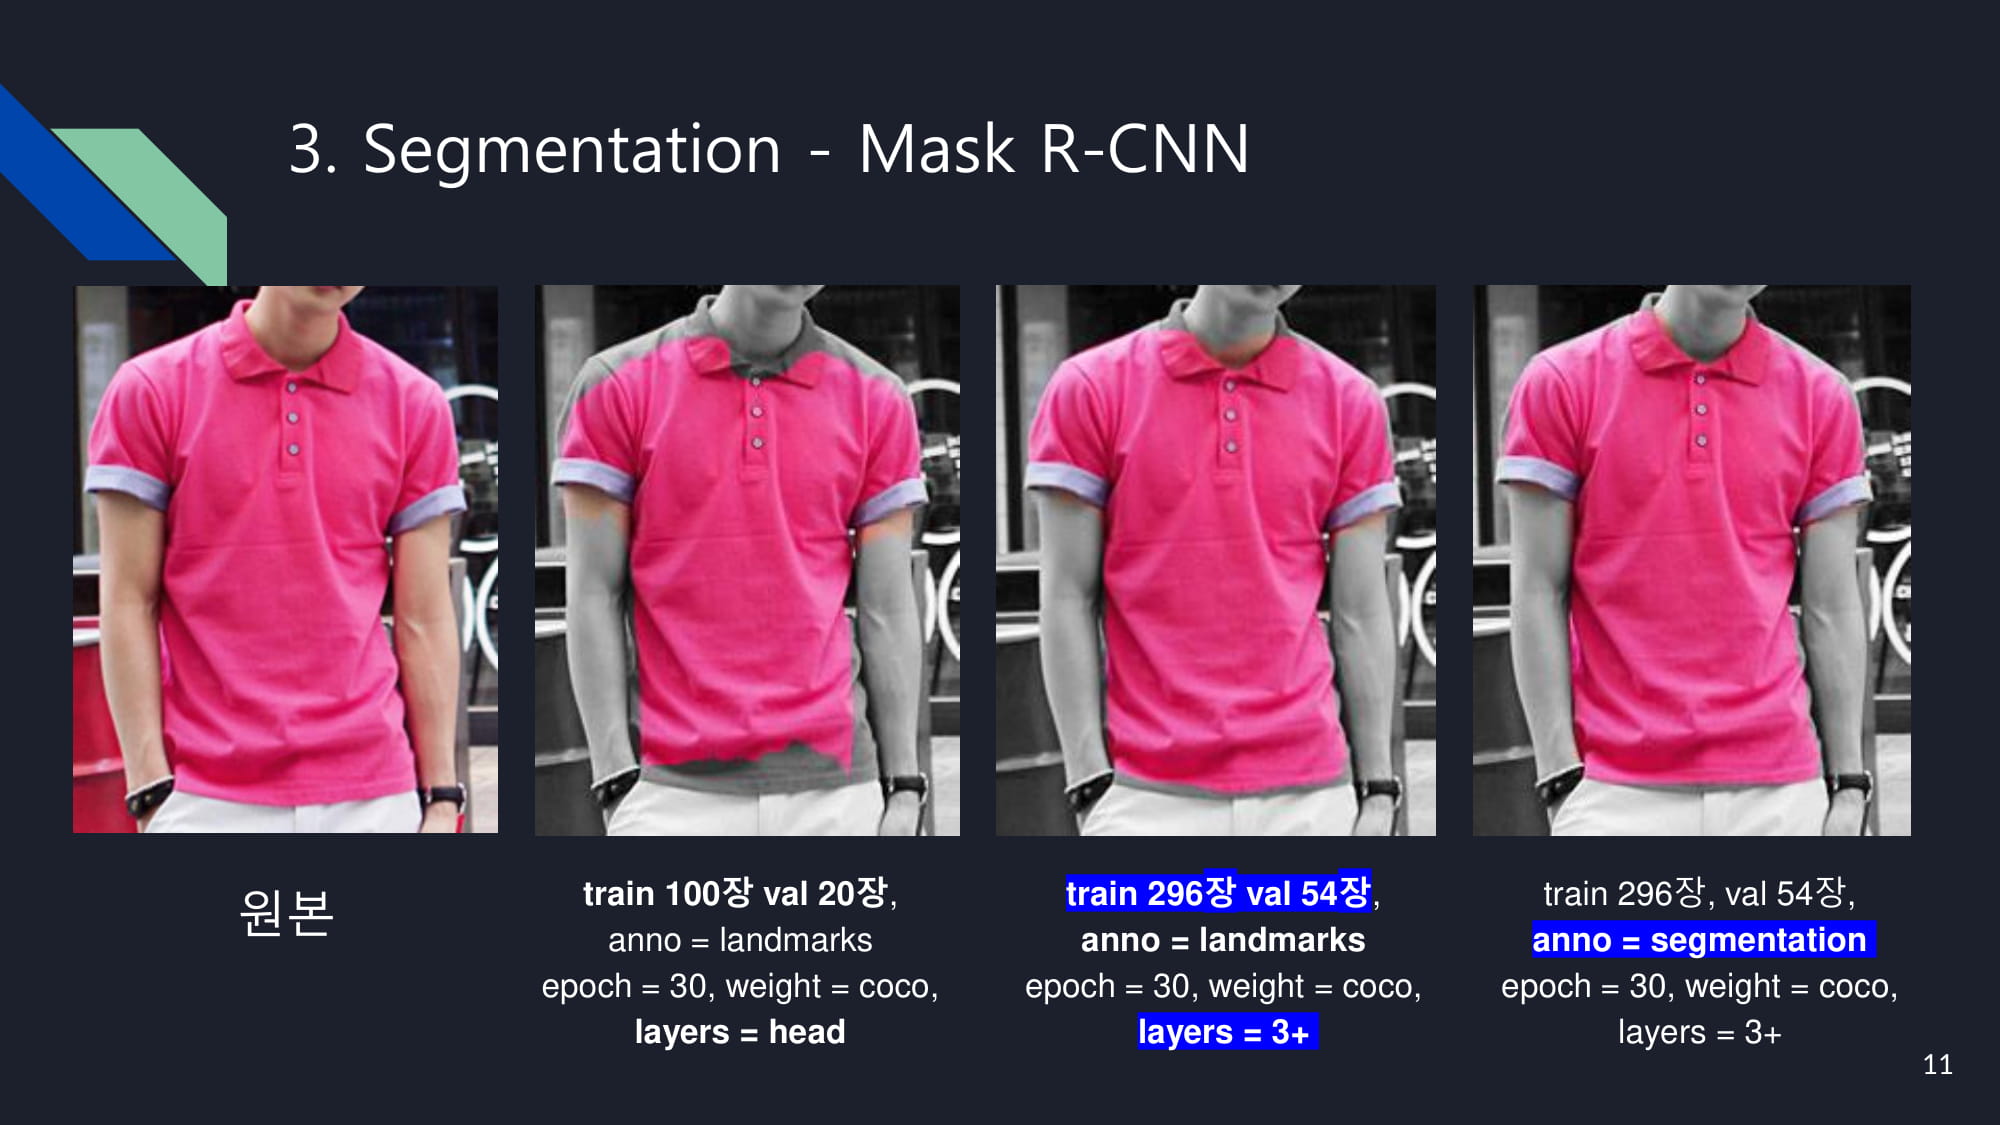 3. Segmentation - Mask R-CNN
원본
train 100장 val 20장,
anno = landmarks
epoch = 30, weight = coco,
layers = head
train 296장 val 54장,
anno = landmarks
epoch = 30, weight = coco,
layers = 3+
train 296장, val 54장,
anno = segmentation
epoch = 30, weight = coco,
layers = 3+
11